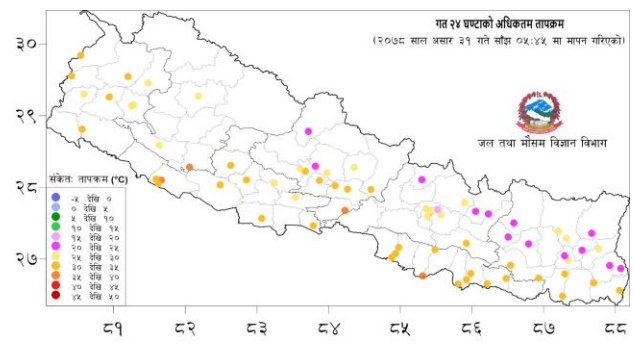 गत २४ घण्टाको अधिकतम तापक्रम
(२०७८ साल असार ३१ गते साँझ ०५:४५ मा मापन गरिएको)
जल तथा मौसम विज्ञान विभाग
३०
२९
२८
२७
संकेतः तापक्रम (°C)
-५ देखि ०
० देखि ५
५ देखि १०
१० देखि १५
१५ देखि २०
२० देखि २५
२५ देखि ३०
३० देखि ३५
३५ देखि ४०
४० देखि ४५
४५ देखि ५०
८१ ८२ ८३ ८४ ८५ ८६ ८७ ८८